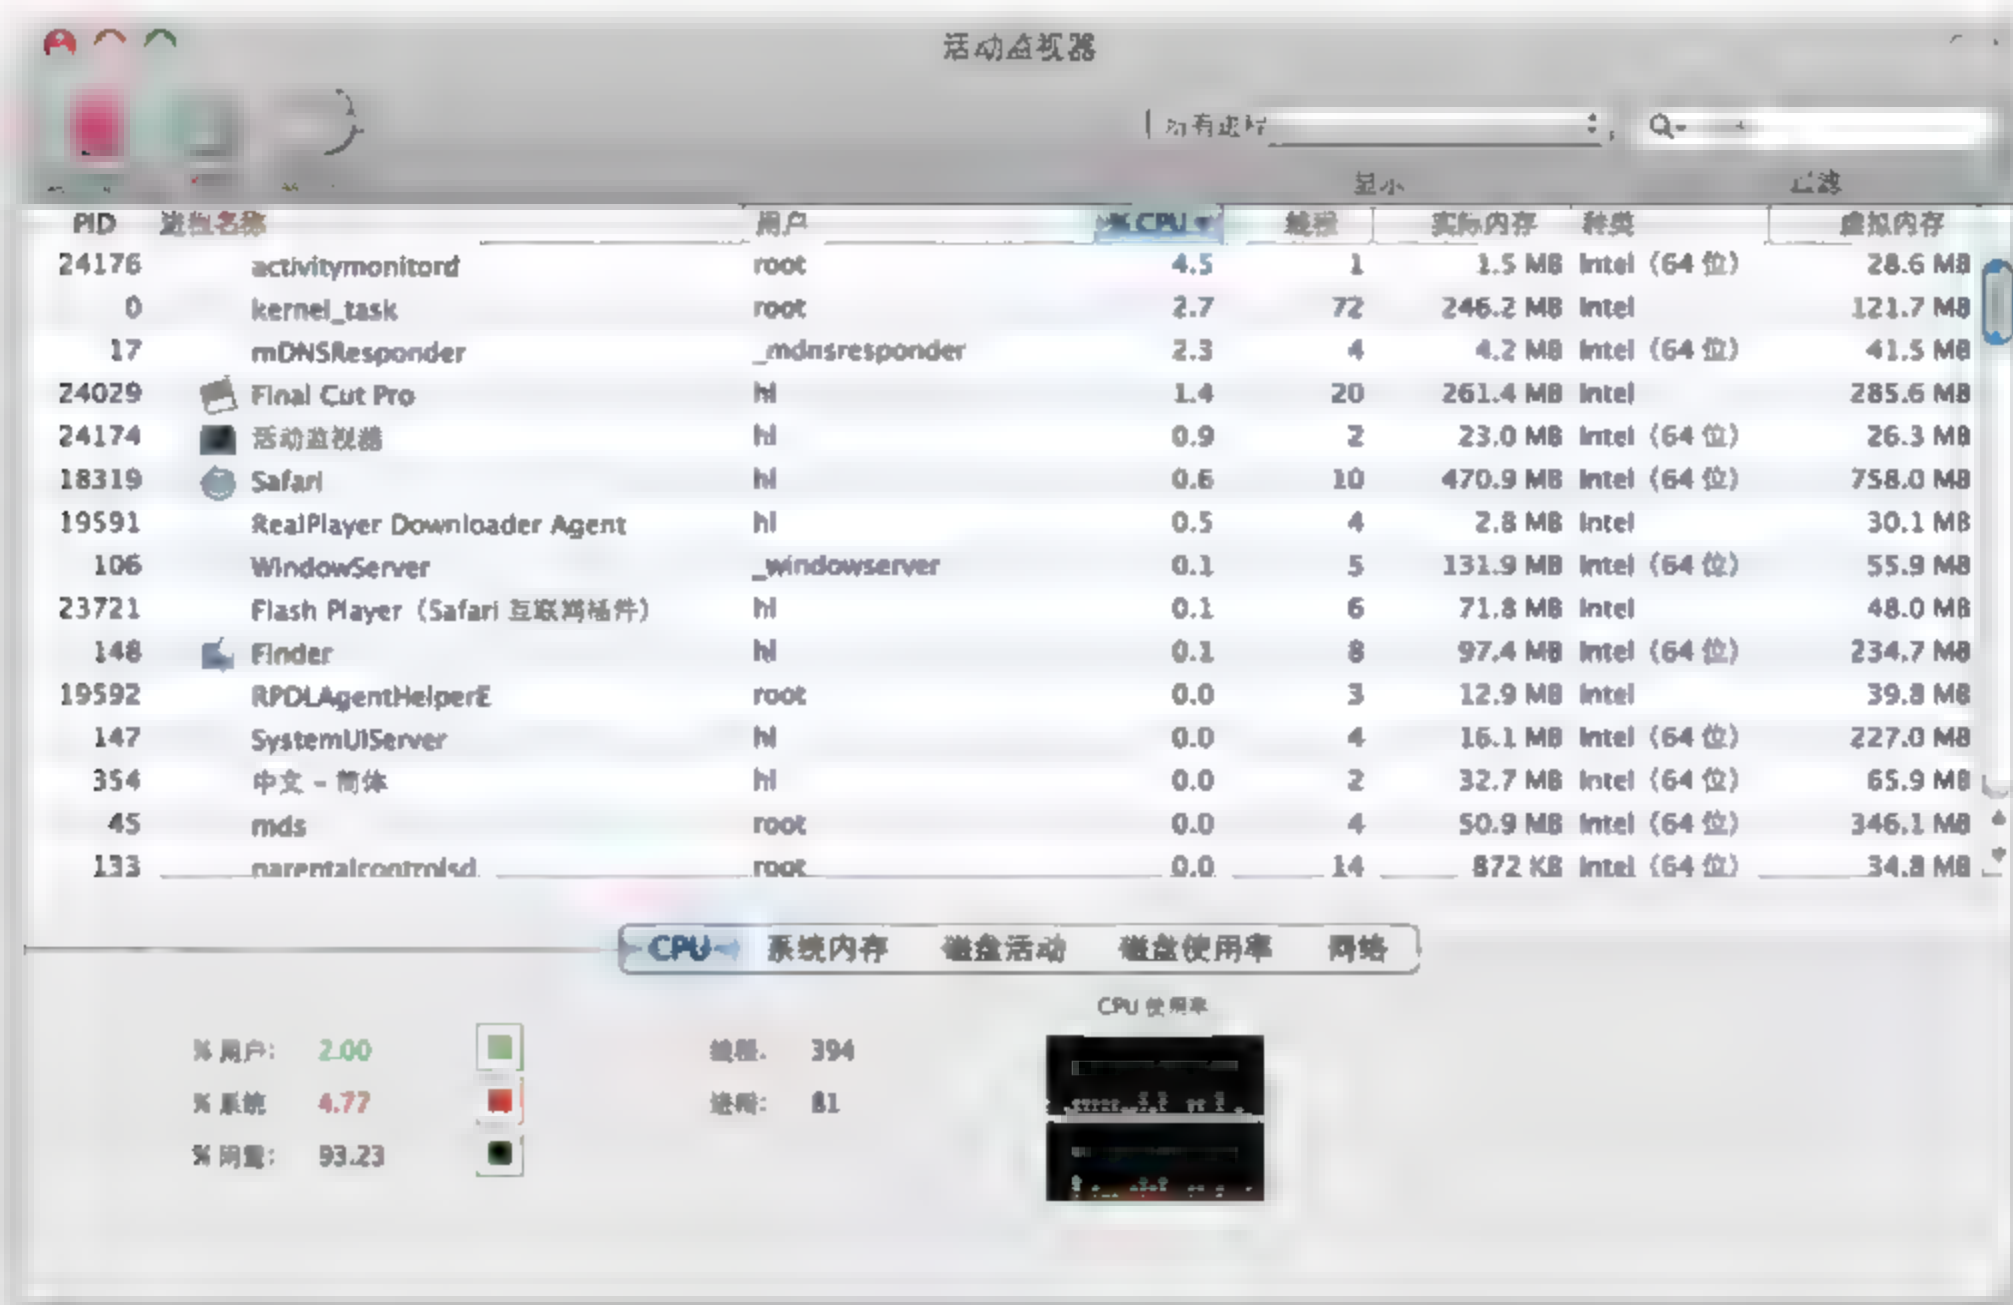 活动监视器
所有进程
显示 过滤
PID 进程名称 用户 % CPU 线程 实际内存 种类 虚拟内存
24176 activitymonitord root 4.5 1 1.5 MB Intel (64 位) 28.6 MB
0 kernel_task root 2.7 72 246.2 MB Intel 121.7 MB
17 mDNSResponder _mdnsresponder 2.3 4 4.2 MB Intel (64 位) 41.5 MB
24029 Final Cut Pro hl 1.4 20 261.4 MB Intel 285.6 MB
24174 活动监视器 hl 0.9 2 23.0 MB Intel (64 位) 26.3 MB
18319 Safari hl 0.6 10 470.9 MB Intel (64 位) 758.0 MB
19591 RealPlayer Downloader Agent hl 0.5 4 2.8 MB Intel 30.1 MB
106 WindowServer _windowserver 0.1 5 131.9 MB Intel (64 位) 55.9 MB
23721 Flash Player (Safari 互联网插件) hl 0.1 6 71.8 MB Intel 48.0 MB
148 Finder hl 0.1 8 97.4 MB Intel (64 位) 234.7 MB
19592 RPDLAgentHelperE root 0.0 3 12.9 MB Intel 39.8 MB
147 SystemUIServer hl 0.0 4 16.1 MB Intel (64 位) 227.0 MB
354 中文 - 简体 hl 0.0 2 32.7 MB Intel (64 位) 65.9 MB
45 mds root 0.0 4 50.9 MB Intel (64 位) 346.1 MB
133 parentalcontrolsd root 0.0 14 872 KB Intel (64 位) 34.8 MB
CPU 系统内存 磁盘活动 磁盘使用率 网络
CPU 使用率
% 用户: 2.00 线程: 394
% 系统 4.77 进程: 81
% 闲置: 93.23